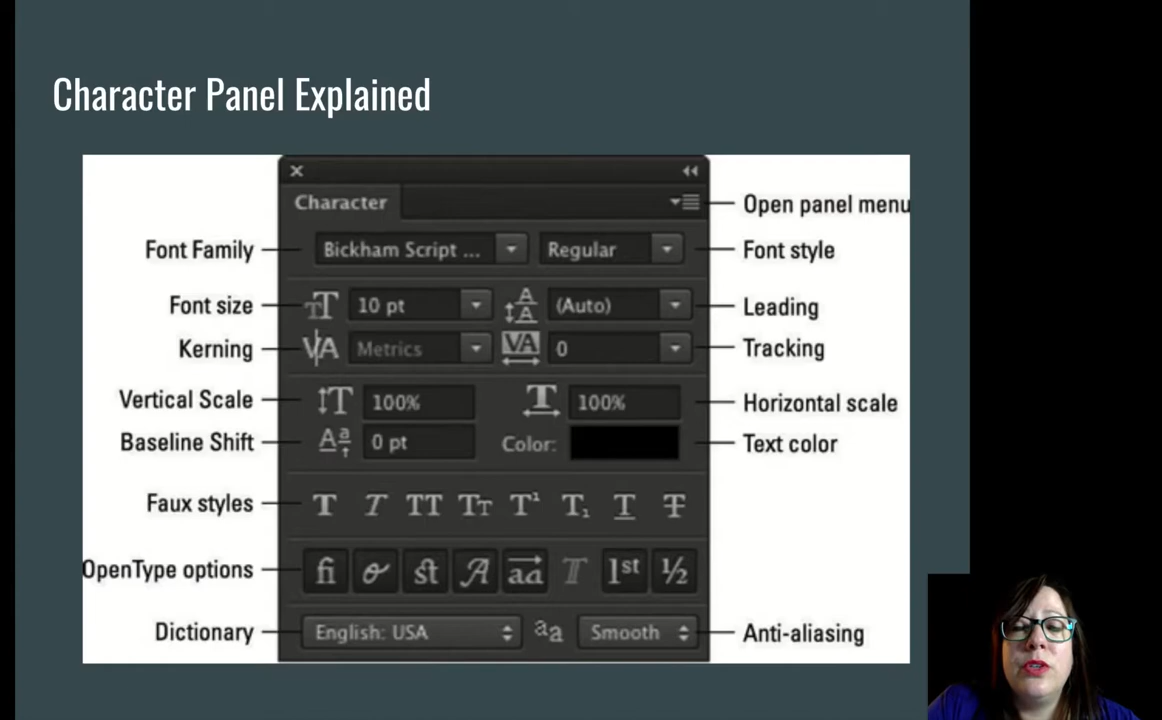 Character Panel Explained
Character
Open panel menu
Font Family
Bickham Script ...
Regular
Font style
Font size
10 pt
(Auto)
Leading
Kerning
Metrics
0
Tracking
Vertical Scale
100%
100%
Horizontal scale
Baseline Shift
0 pt
Color:
Text color
Faux styles
T T TT Tt T¹ T₁ T T
OpenType options
fi st A aa T 1st ½
Dictionary
English: USA
aa
Smooth
Anti-aliasing